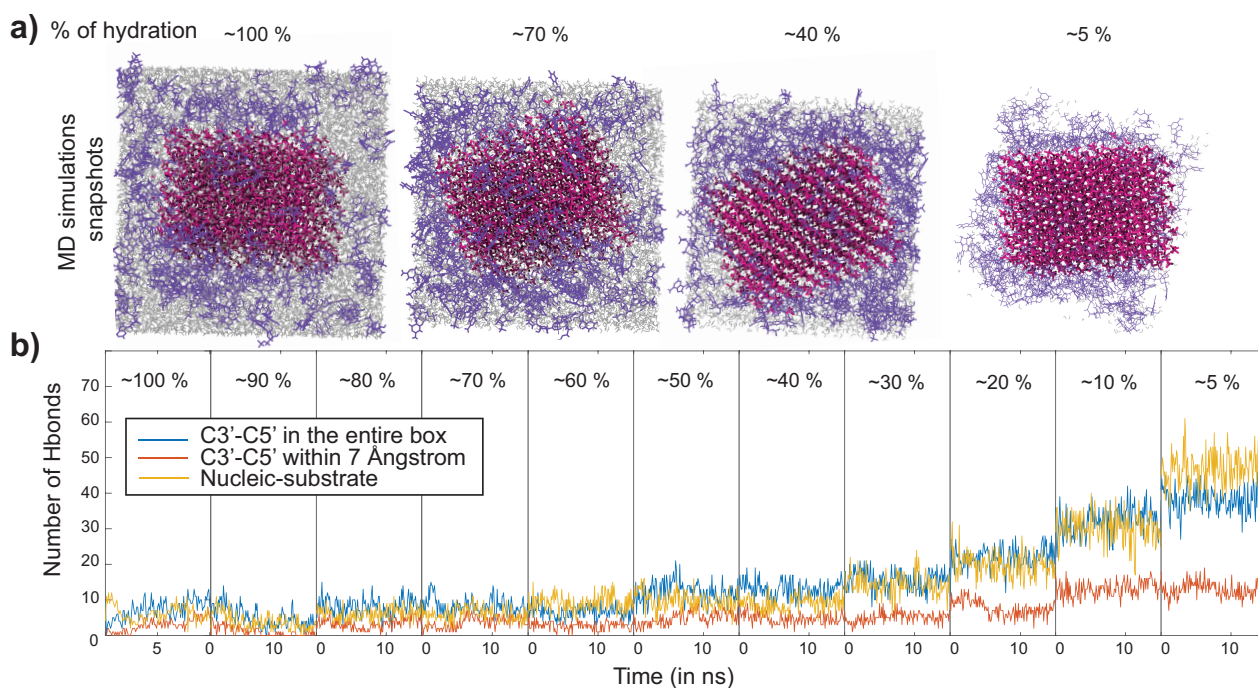 a) % of hydration ~100 % ~70 % ~40 % ~5 %
MD simulations
snapshots
b)
Number of Hbonds
70
60
50
40
30
20
10
0
~100 % ~90 % ~80 % ~70 % ~60 % ~50 % ~40 % ~30 % ~20 % ~10 % ~5 %
C3'-C5' in the entire box
C3'-C5' within 7 Ångstrom
Nucleic-substrate
5 0 10 0 10 0 10 0 10 0 10 0 10 0 10 0 10 0 10 0 10
Time (in ns)